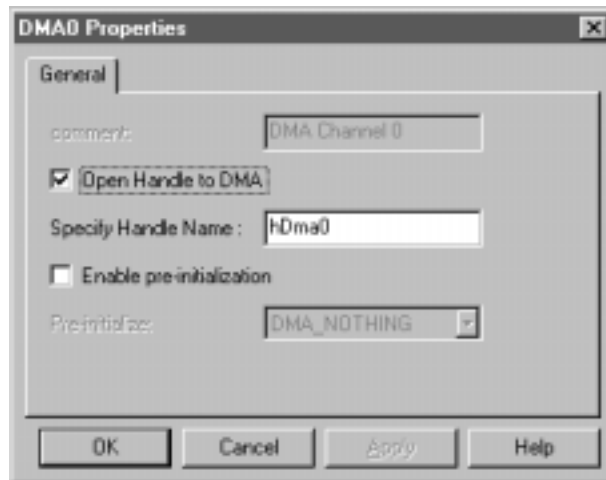 DMA0 Properties
General
comment: DMA Channel 0
Open Handle to DMA
Specify Handle Name : hDma0
Enable pre-initialization
Pre-initialize: DMA_NOTHING
OK Cancel Apply Help